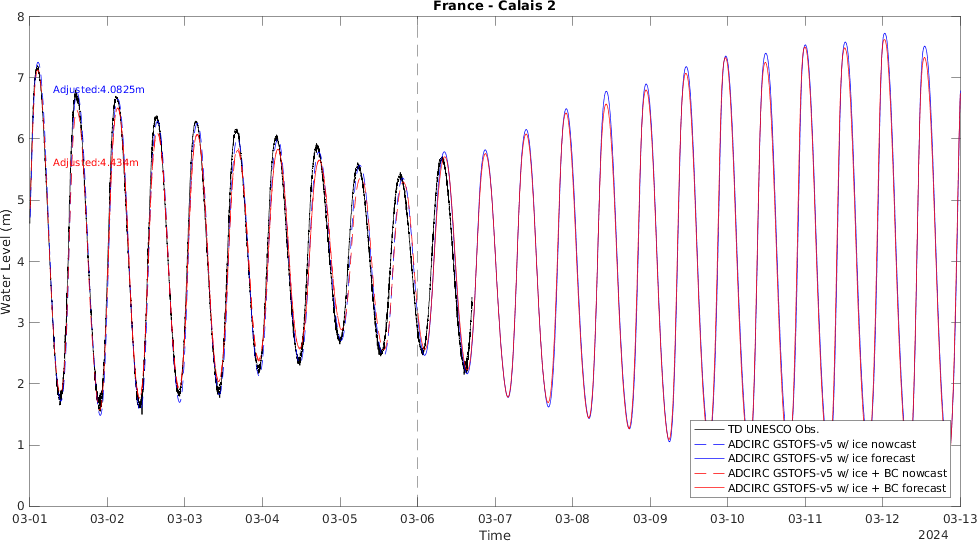 France - Calais 2
8
7
6
5
4
3
2
1
0
Water Level (m)
Adjusted:4.0825m
Adjusted:4.434m
TD UNESCO Obs.
ADCIRC GSTOFS-v5 w/ ice nowcast
ADCIRC GSTOFS-v5 w/ ice forecast
ADCIRC GSTOFS-v5 w/ ice + BC nowcast
ADCIRC GSTOFS-v5 w/ ice + BC forecast
03-01 03-02 03-03 03-04 03-05 03-06 03-07 03-08 03-09 03-10 03-11 03-12 03-13
Time
2024